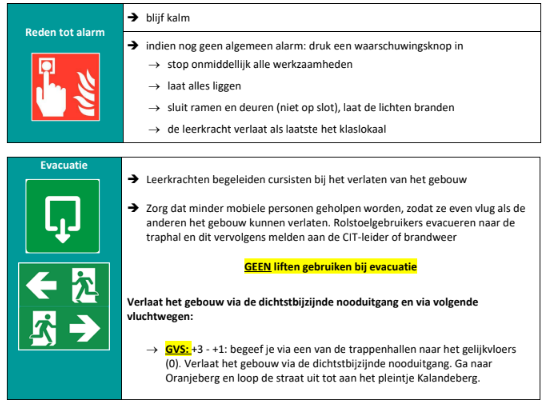 Reden tot alarm
➔ blijf kalm
➔ indien nog geen algemeen alarm: druk een waarschuwingsknop in
→ stop onmiddellijk alle werkzaamheden
→ laat alles liggen
→ sluit ramen en deuren (niet op slot), laat de lichten branden
→ de leerkracht verlaat als laatste het klaslokaal
Evacuatie
➔ Leerkrachten begeleiden cursisten bij het verlaten van het gebouw
➔ Zorg dat minder mobiele personen geholpen worden, zodat ze even vlug als de
anderen het gebouw kunnen verlaten. Rolstoelgebruikers evacueren naar de
traphal en dit vervolgens melden aan de CIT-leider of brandweer
GEEN liften gebruiken bij evacuatie
Verlaat het gebouw via de dichtstbijzijnde nooduitgang en via volgende
vluchtwegen:
→ GVS: +3 - +1: begeef je via een van de trappenhallen naar het gelijkvloers
(0). Verlaat het gebouw via de dichtstbijzijnde nooduitgang. Ga naar
Oranjeberg en loop de straat uit tot aan het pleintje Kalandeberg.